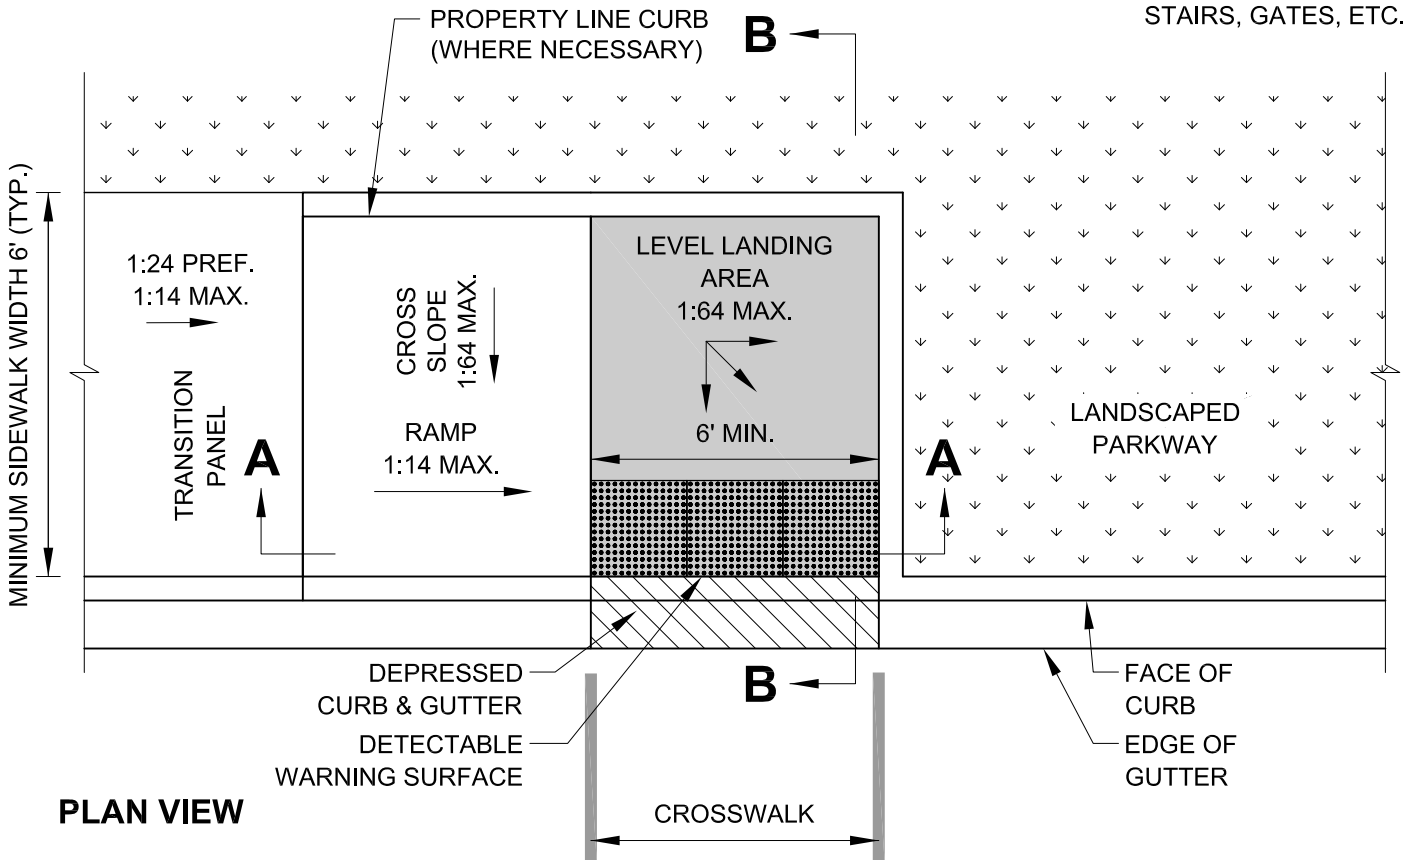 PROPERTY LINE CURB
(WHERE NECESSARY)
B
STAIRS, GATES, ETC.
MINIMUM SIDEWALK WIDTH 6' (TYP.)
1:24 PREF.
1:14 MAX.
TRANSITION
PANEL
A
CROSS
SLOPE
1:64 MAX.
RAMP
1:14 MAX.
LEVEL LANDING
AREA
1:64 MAX.
6' MIN.
A
LANDSCAPED
PARKWAY
DEPRESSED
CURB & GUTTER
DETECTABLE
WARNING SURFACE
B
FACE OF
CURB
EDGE OF
GUTTER
PLAN VIEW
CROSSWALK